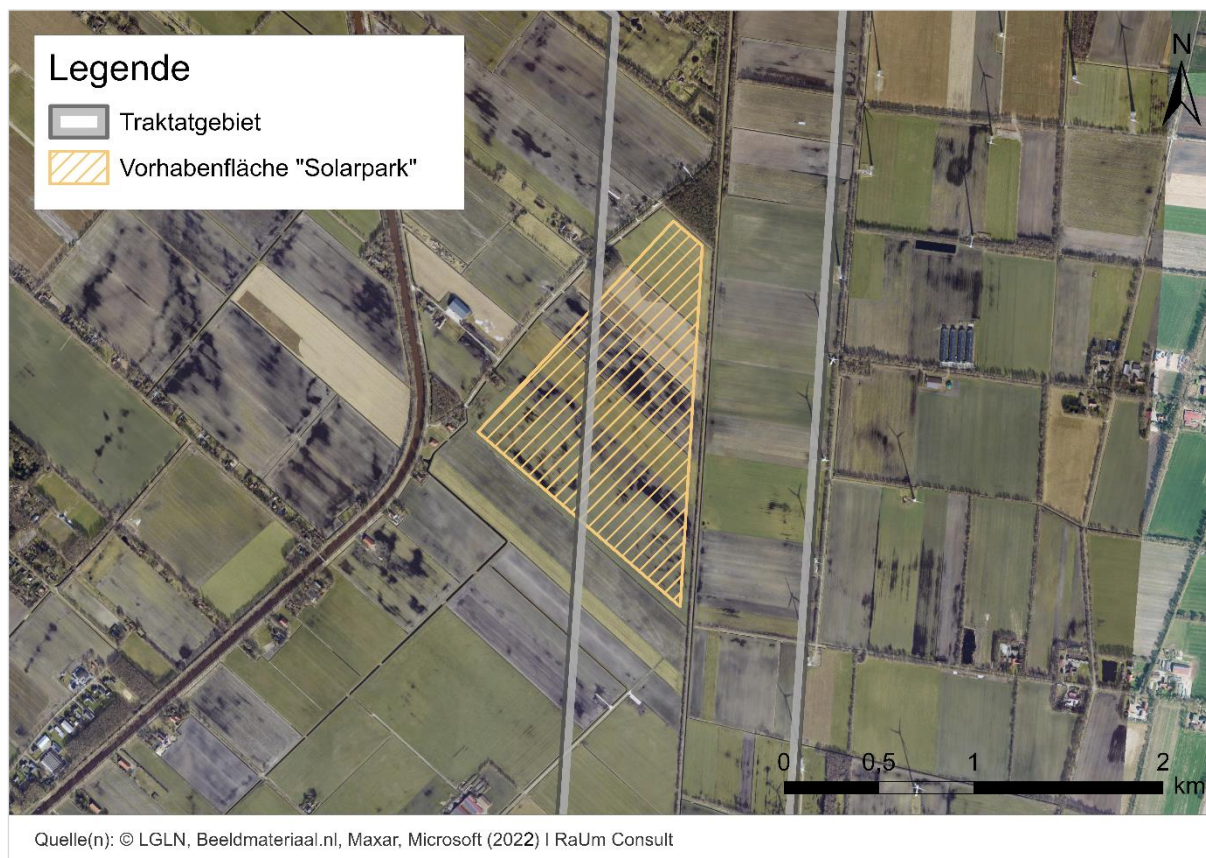 Legende
Traktatgebiet
Vorhabenfläche "Solarpark"
N
0 0,5 1 2
km
Quelle(n): © LGLN, Beeldmateriaal.nl, Maxar, Microsoft (2022) I RaUm Consult